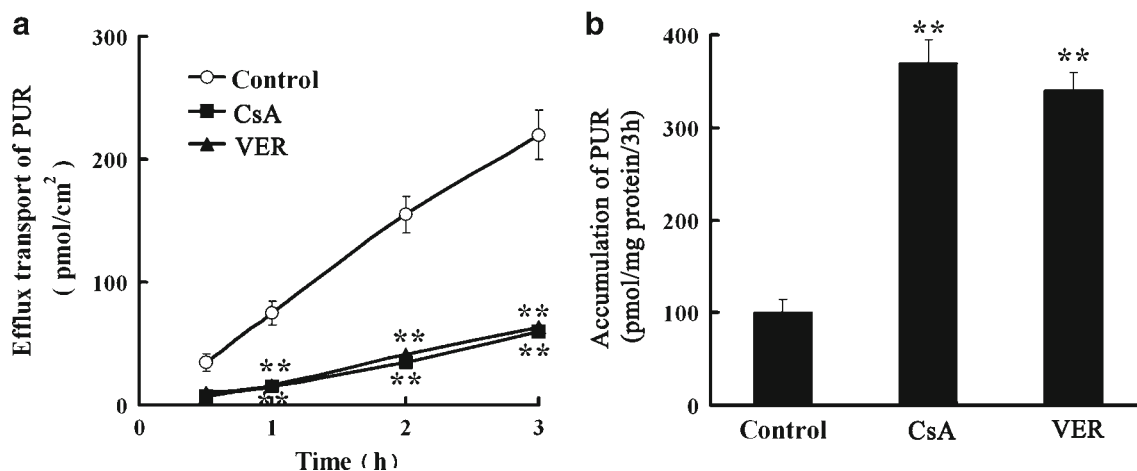 a
Efflux transport of PUR
( pmol/cm²)
300
200
100
0
Control
CsA
VER
**
**
**
**
**
**
0
1
2
3
Time (h)
b
Accumulation of PUR
(pmol/mg protein/3h)
400
300
200
100
0
**
**
Control
CsA
VER